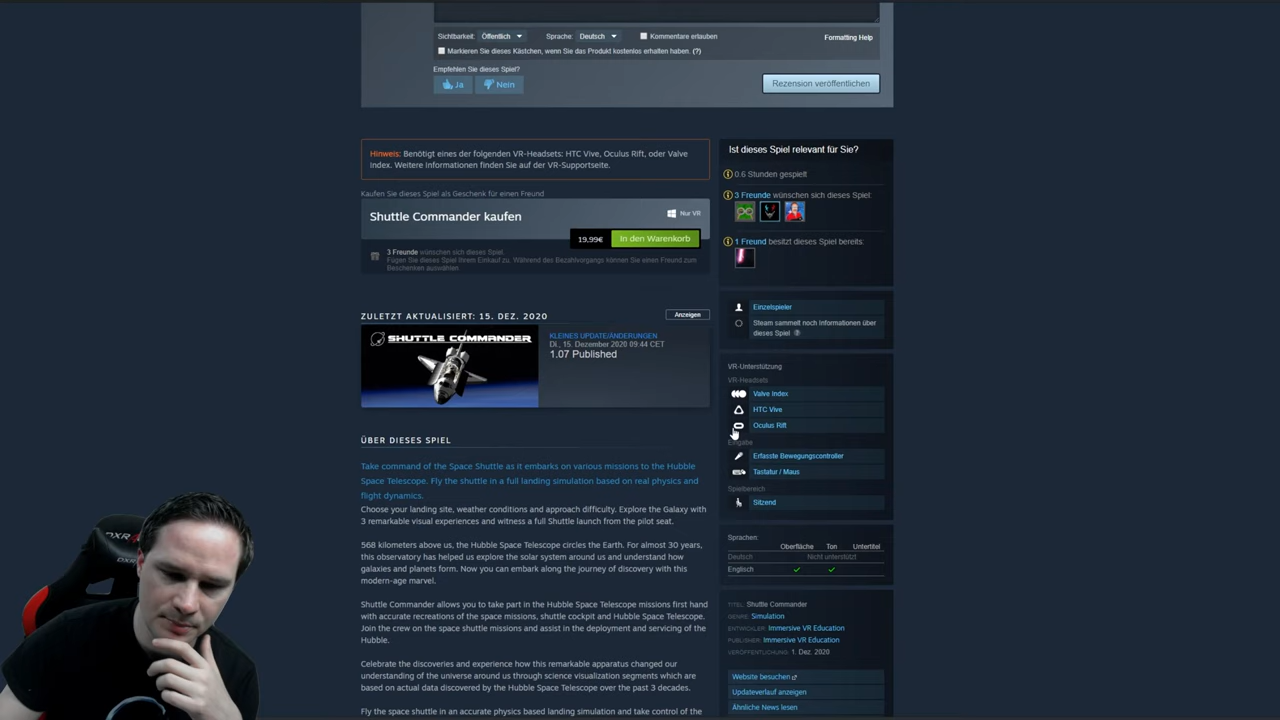 Sichtbarkeit: Öffentlich Sprache: Deutsch Kommentare erlauben Formatting Help
Markieren Sie dieses Kästchen, wenn Sie das Produkt kostenlos erhalten haben. (?)
Empfehlen Sie dieses Spiel?
Ja Nein Rezension veröffentlichen
Hinweis: Benötigt eines der folgenden VR-Headsets: HTC Vive, Oculus Rift, oder Valve
Index. Weitere Informationen finden Sie auf der VR-Supportseite.
Kaufen Sie dieses Spiel als Geschenk für einen Freund
Shuttle Commander kaufen
Nur VR
19,99€ In den Warenkorb
3 Freunde wünschen sich dieses Spiel.
Fügen Sie dieses Spiel Ihrem Einkauf zu. Während des Bezahlvorgangs können Sie einen Freund zum
Beschenken auswählen.
ZULETZT AKTUALISIERT: 15. DEZ. 2020 Anzeigen
SHUTTLE COMMANDER
KLEINES UPDATE/ÄNDERUNGEN
Di., 15. Dezember 2020 09:44 CET
1.07 Published
ÜBER DIESES SPIEL
Take command of the Space Shuttle as it embarks on various missions to the Hubble
Space Telescope. Fly the shuttle in a full landing simulation based on real physics and
flight dynamics.
Choose your landing site, weather conditions and approach difficulty. Explore the Galaxy with
3 remarkable visual experiences and witness a full Shuttle launch from the pilot seat.
568 kilometers above us, the Hubble Space Telescope circles the Earth. For almost 30 years,
this observatory has helped us explore the solar system around us and understand how
galaxies and planets form. Now you can embark along the journey of discovery with this
modern-age marvel.
Shuttle Commander allows you to take part in the Hubble Space Telescope missions first hand
with accurate recreations of the space missions, shuttle cockpit and Hubble Space Telescope.
Join the crew on the space shuttle missions and assist in the deployment and servicing of the
Hubble.
Celebrate the discoveries and experience how this remarkable apparatus changed our
understanding of the universe around us through science visualization segments which are
based on actual data discovered by the Hubble Space Telescope over the past 3 decades.
Fly the space shuttle in an accurate physics based landing simulation and take control of the
Ist dieses Spiel relevant für Sie?
0.6 Stunden gespielt
3 Freunde wünschen sich dieses Spiel:
1 Freund besitzt dieses Spiel bereits:
Einzelspieler
Steam sammelt noch Informationen über
dieses Spiel ?
VR-Unterstützung
VR-Headsets
Valve Index
HTC Vive
Oculus Rift
Eingabe
Erfasste Bewegungscontroller
Tastatur / Maus
Spielbereich
Sitzend
Sprachen:
Oberfläche Ton Untertitel
Deutsch Nicht unterstützt
Englisch
TITEL: Shuttle Commander
GENRE: Simulation
ENTWICKLER: Immersive VR Education
PUBLISHER: Immersive VR Education
VERÖFFENTLICHUNG: 1. Dez. 2020
Website besuchen
Updateverlauf anzeigen
Ähnliche News lesen
DXR